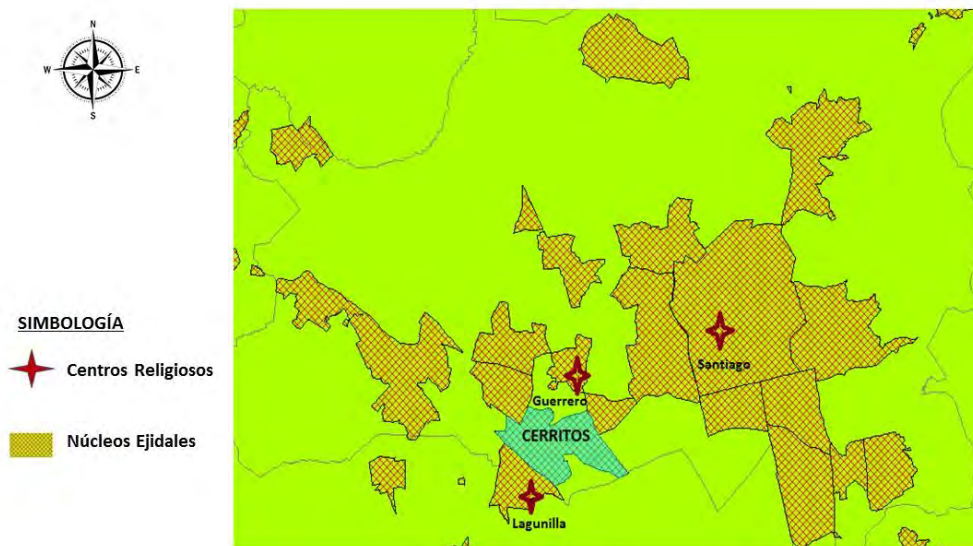 N
W E
S
SIMBOLOGÍA
Centros Religiosos
Núcleos Ejidales
Santiago
Guerrero
CERRITOS
Lagunilla